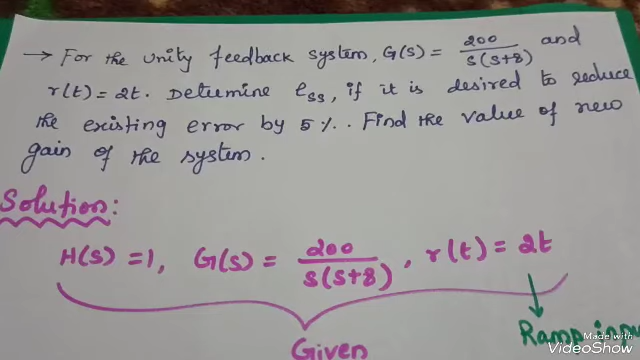 → For the unity feedback system, G(s) = 200 / s(s+8) and
r(t) = 2t. Determine ess, if it is desired to reduce
the existing error by 5%. Find the value of new
gain of the system.
Solution:
H(s) = 1, G(s) = 200 / s(s+8), r(t) = 2t
Given
Ramp
Made With
VideoShow